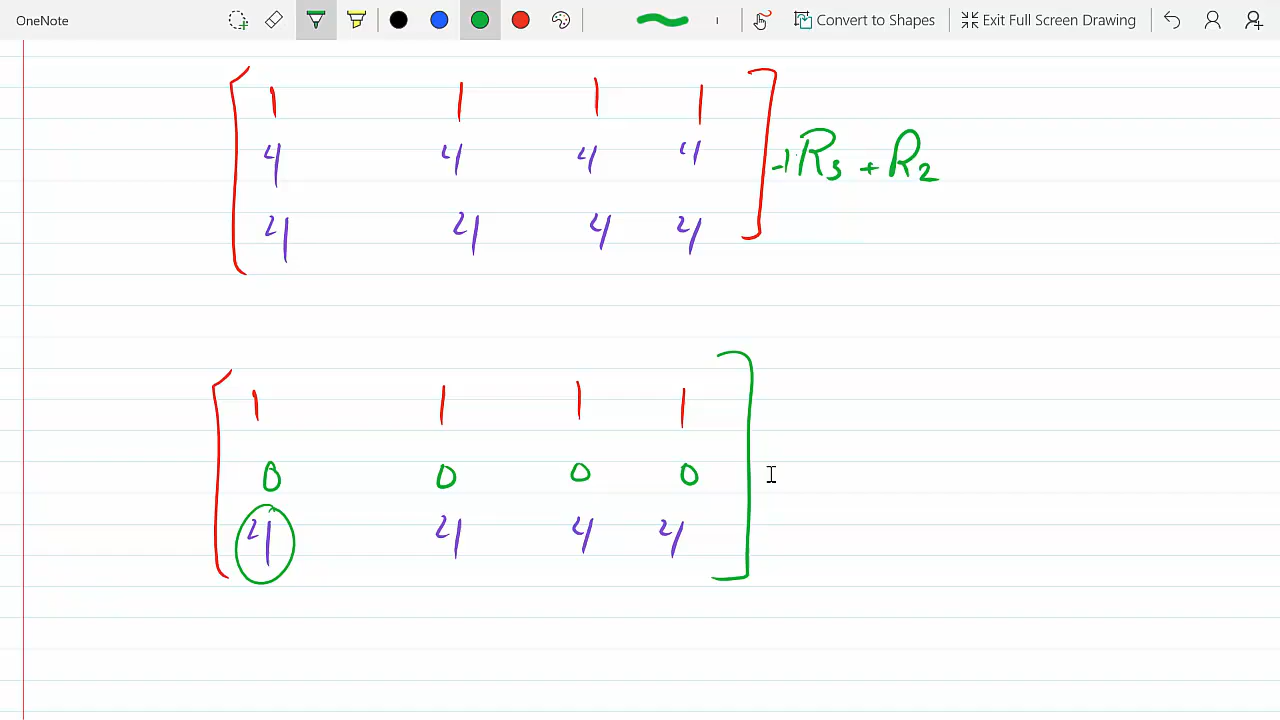 OneNote
Convert to Shapes
Exit Full Screen Drawing
1 1 1 1
4 4 4 4 -1R3 + R2
4 4 4 4
1 1 1 1
0 0 0 0
4 4 4 4